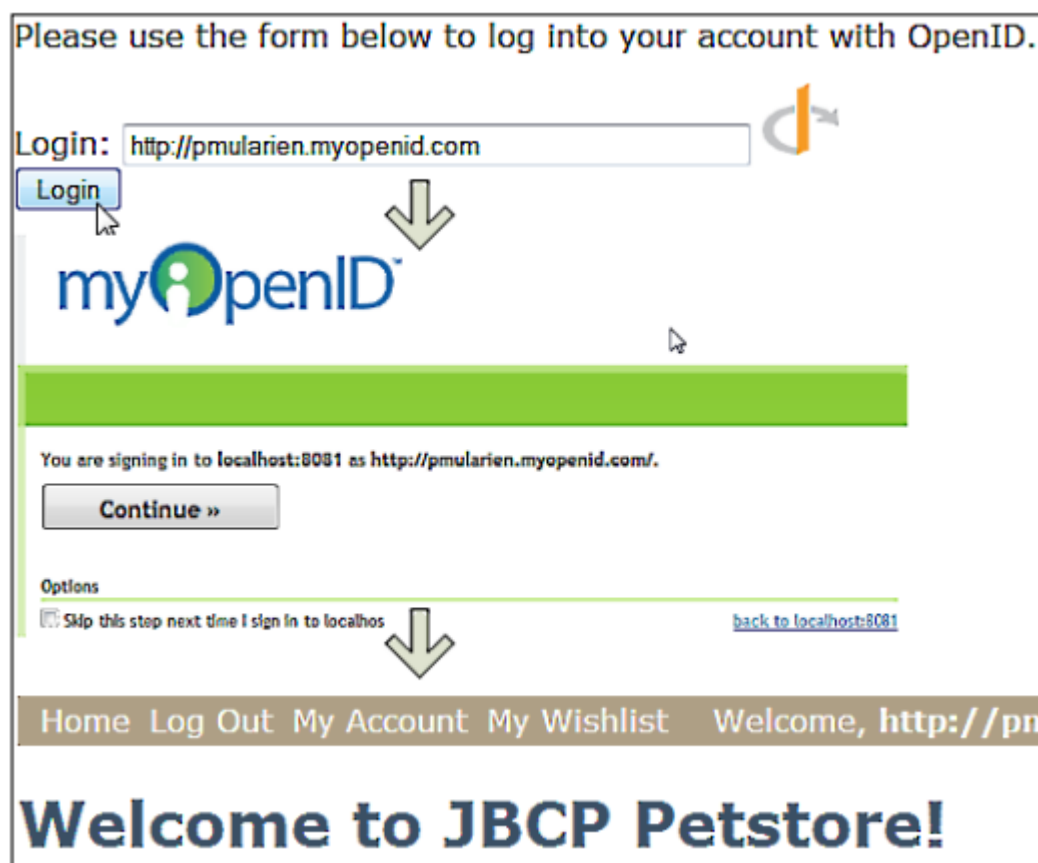 Please use the form below to log into your account with OpenID.
Login: http://pmularien.myopenid.com
Login
myOpenID™
You are signing in to localhost:8081 as http://pmularien.myopenid.com/.
Continue »
Options
Skip this step next time I sign in to localhos
back to localhost:8081
Home Log Out My Account My Wishlist Welcome, http://pm
Welcome to JBCP Petstore!